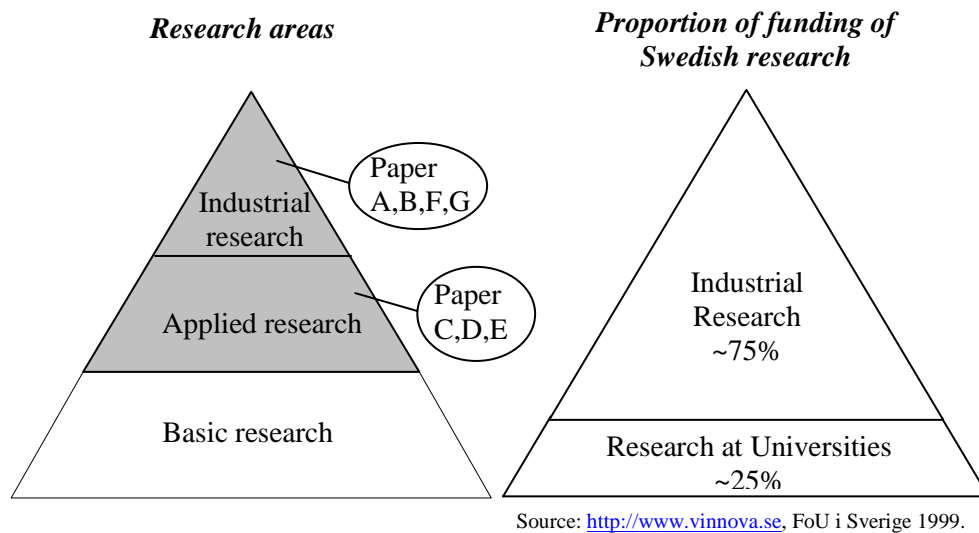 Research areas
Paper
A,B,F,G
Industrial
research
Paper
C,D,E
Applied research
Basic research
Proportion of funding of
Swedish research
Industrial
Research
~75%
Research at Universities
~25%
Source: http://www.vinnova.se, FoU i Sverige 1999.